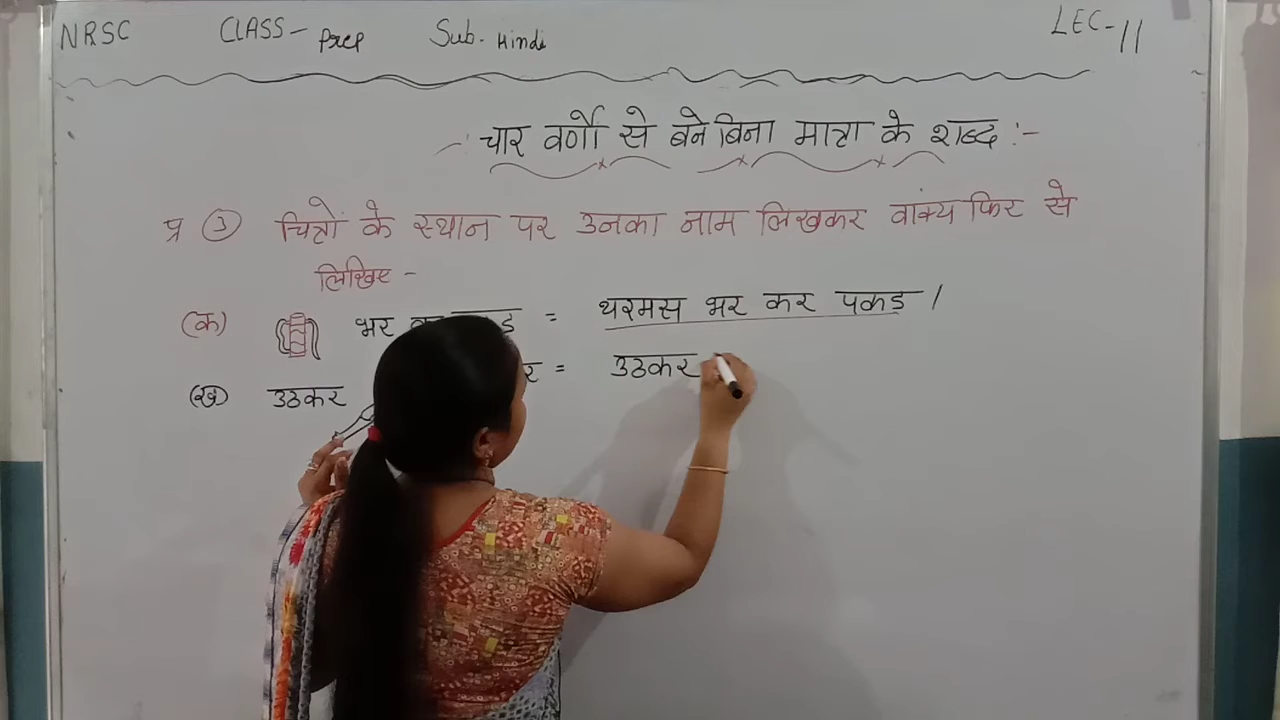 NRSC CLASS- Prep Sub- Hindi LEC-11
चार वर्णों से बने बिना मात्रा के शब्द :-
प्र ③ चित्रों के स्थान पर उनका नाम लिखकर वांक्य फिर से
लिखिए -
(क) भर = थरमस भर कर पकड़ /
(ख) उठकर = उठकर